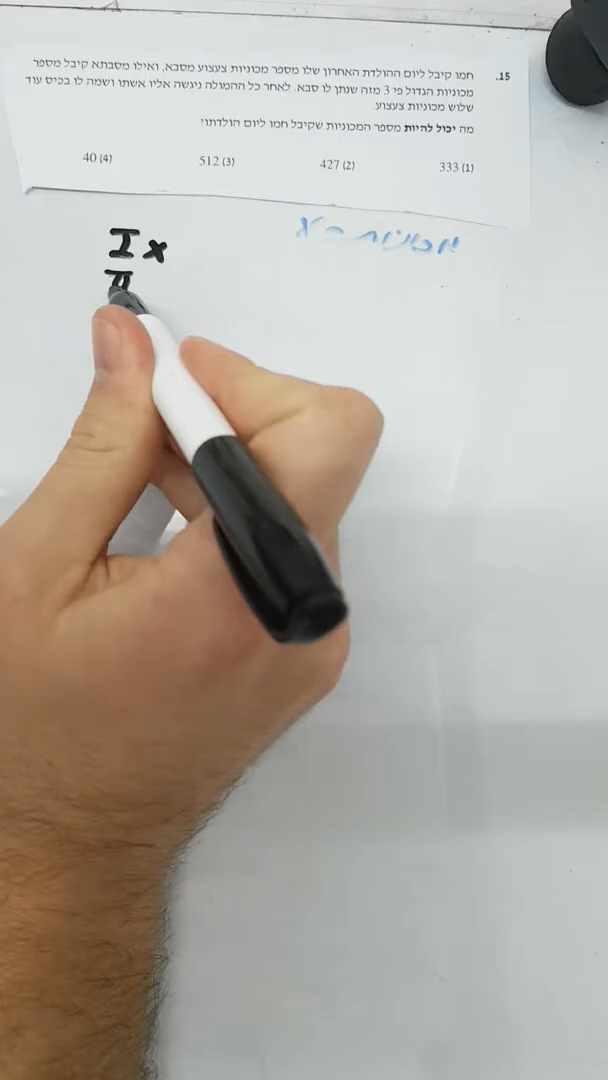 15. חמו קיבל ליום ההולדת האחרון שלו מספר מכוניות צעצוע מסבא, ואילו מסבתא קיבל מספר
מכוניות הגדול פי 3 מזה שנתן לו סבא. לאחר כל ההמולה ניגשה אליו אשתו ושמה לו בכיס עוד
שלוש מכוניות צעצוע.
מה יכול להיות מספר המכוניות שקיבל חמו ליום הולדתו?
(1) 333 (2) 427 (3) 512 (4) 40
מכוניות - x
I x
II